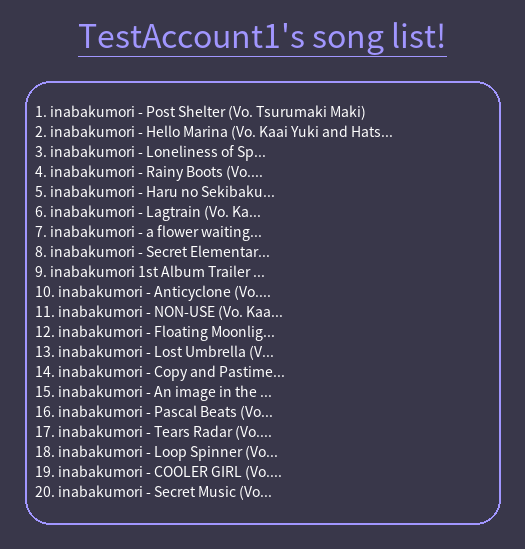 TestAccount1's song list!
1. inabakumori - Post Shelter (Vo. Tsurumaki Maki)
2. inabakumori - Hello Marina (Vo. Kaai Yuki and Hats...
3. inabakumori - Loneliness of Sp...
4. inabakumori - Rainy Boots (Vo....
5. inabakumori - Haru no Sekibaku...
6. inabakumori - Lagtrain (Vo. Ka...
7. inabakumori - a flower waiting...
8. inabakumori - Secret Elementar...
9. inabakumori 1st Album Trailer ...
10. inabakumori - Anticyclone (Vo....
11. inabakumori - NON-USE (Vo. Kaa...
12. inabakumori - Floating Moonlig...
13. inabakumori - Lost Umbrella (V...
14. inabakumori - Copy and Pastime...
15. inabakumori - An image in the ...
16. inabakumori - Pascal Beats (Vo...
17. inabakumori - Tears Radar (Vo....
18. inabakumori - Loop Spinner (Vo...
19. inabakumori - COOLER GIRL (Vo....
20. inabakumori - Secret Music (Vo...